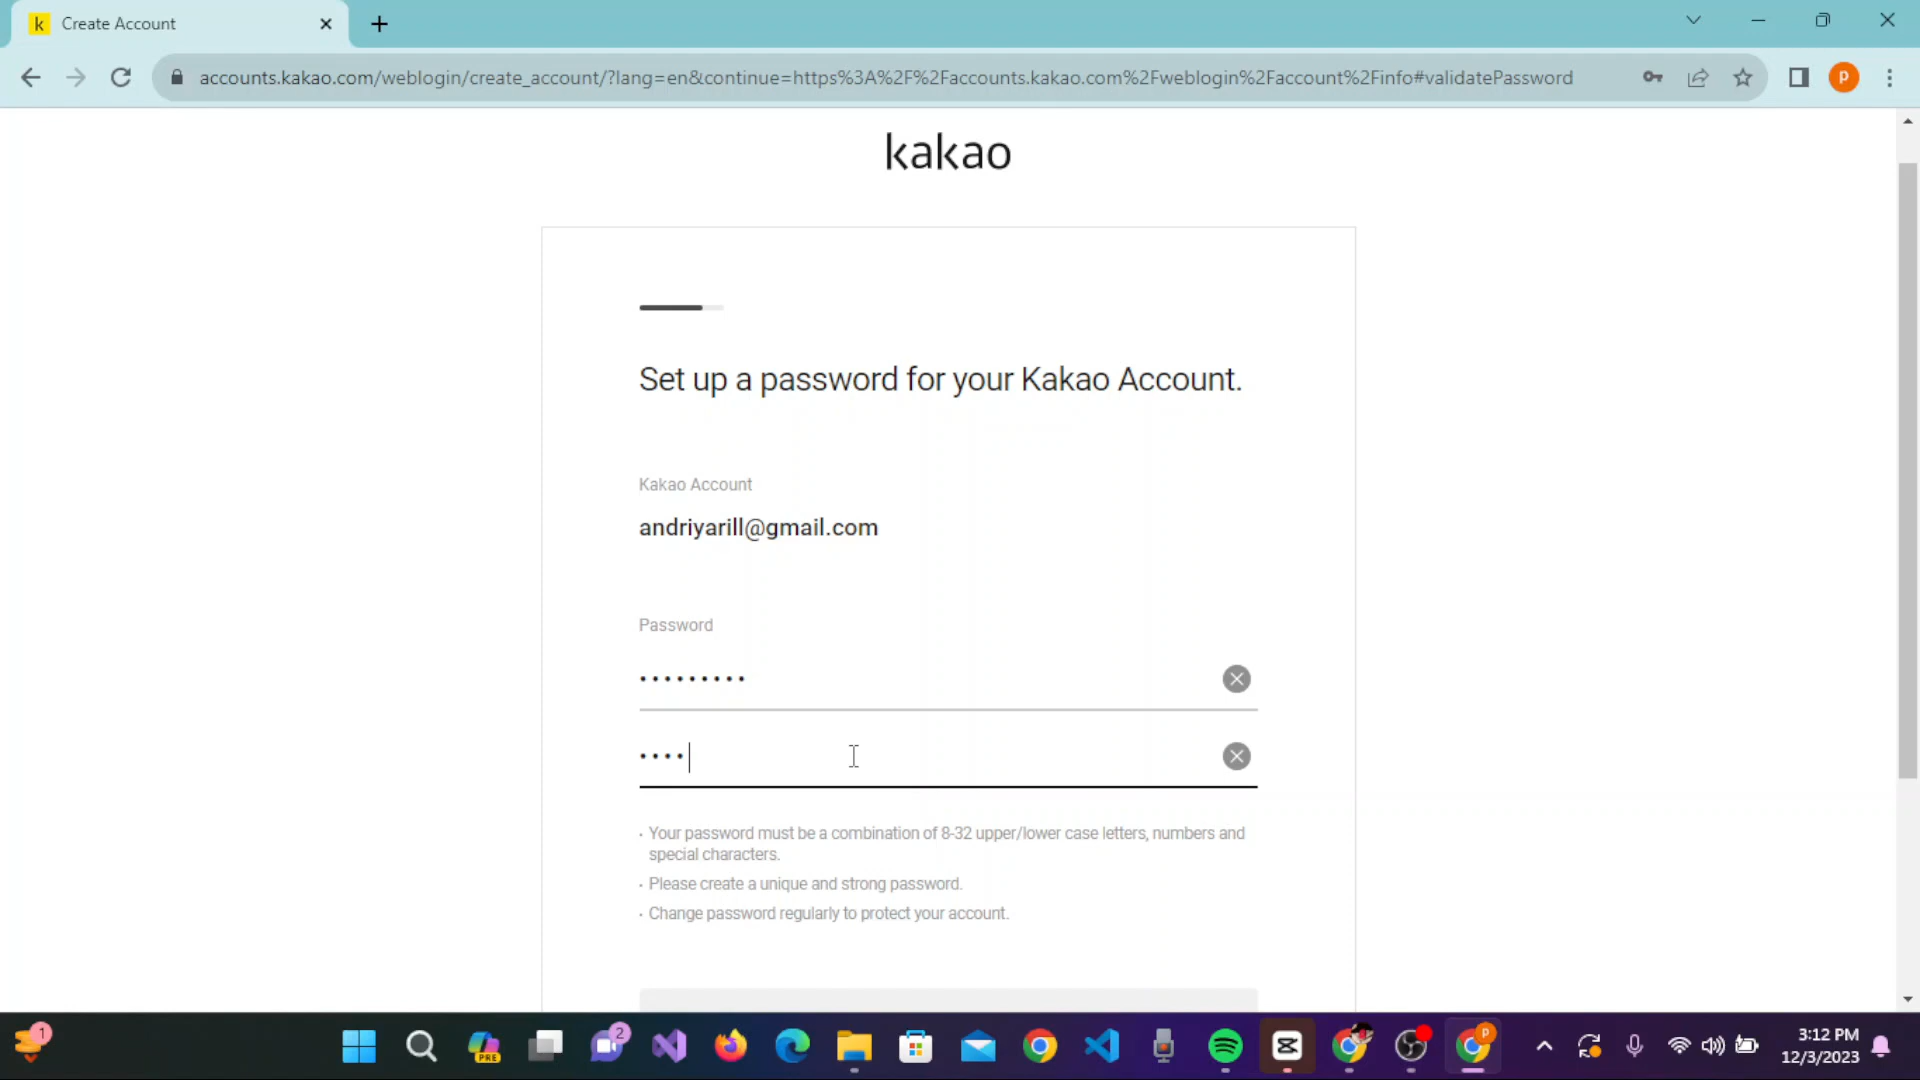 k Create Account
accounts.kakao.com/weblogin/create_account/?lang=en&continue=https%3A%2F%2Faccounts.kakao.com%2Fweblogin%2Faccount%2Finfo#validatePassword
P
kakao
Set up a password for your Kakao Account.
Kakao Account
andriyarill@gmail.com
Password
•••••••••
••••
· Your password must be a combination of 8-32 upper/lower case letters, numbers and
special characters.
· Please create a unique and strong password.
· Change password regularly to protect your account.
1
PRE
2
P
3:12 PM
12/3/2023